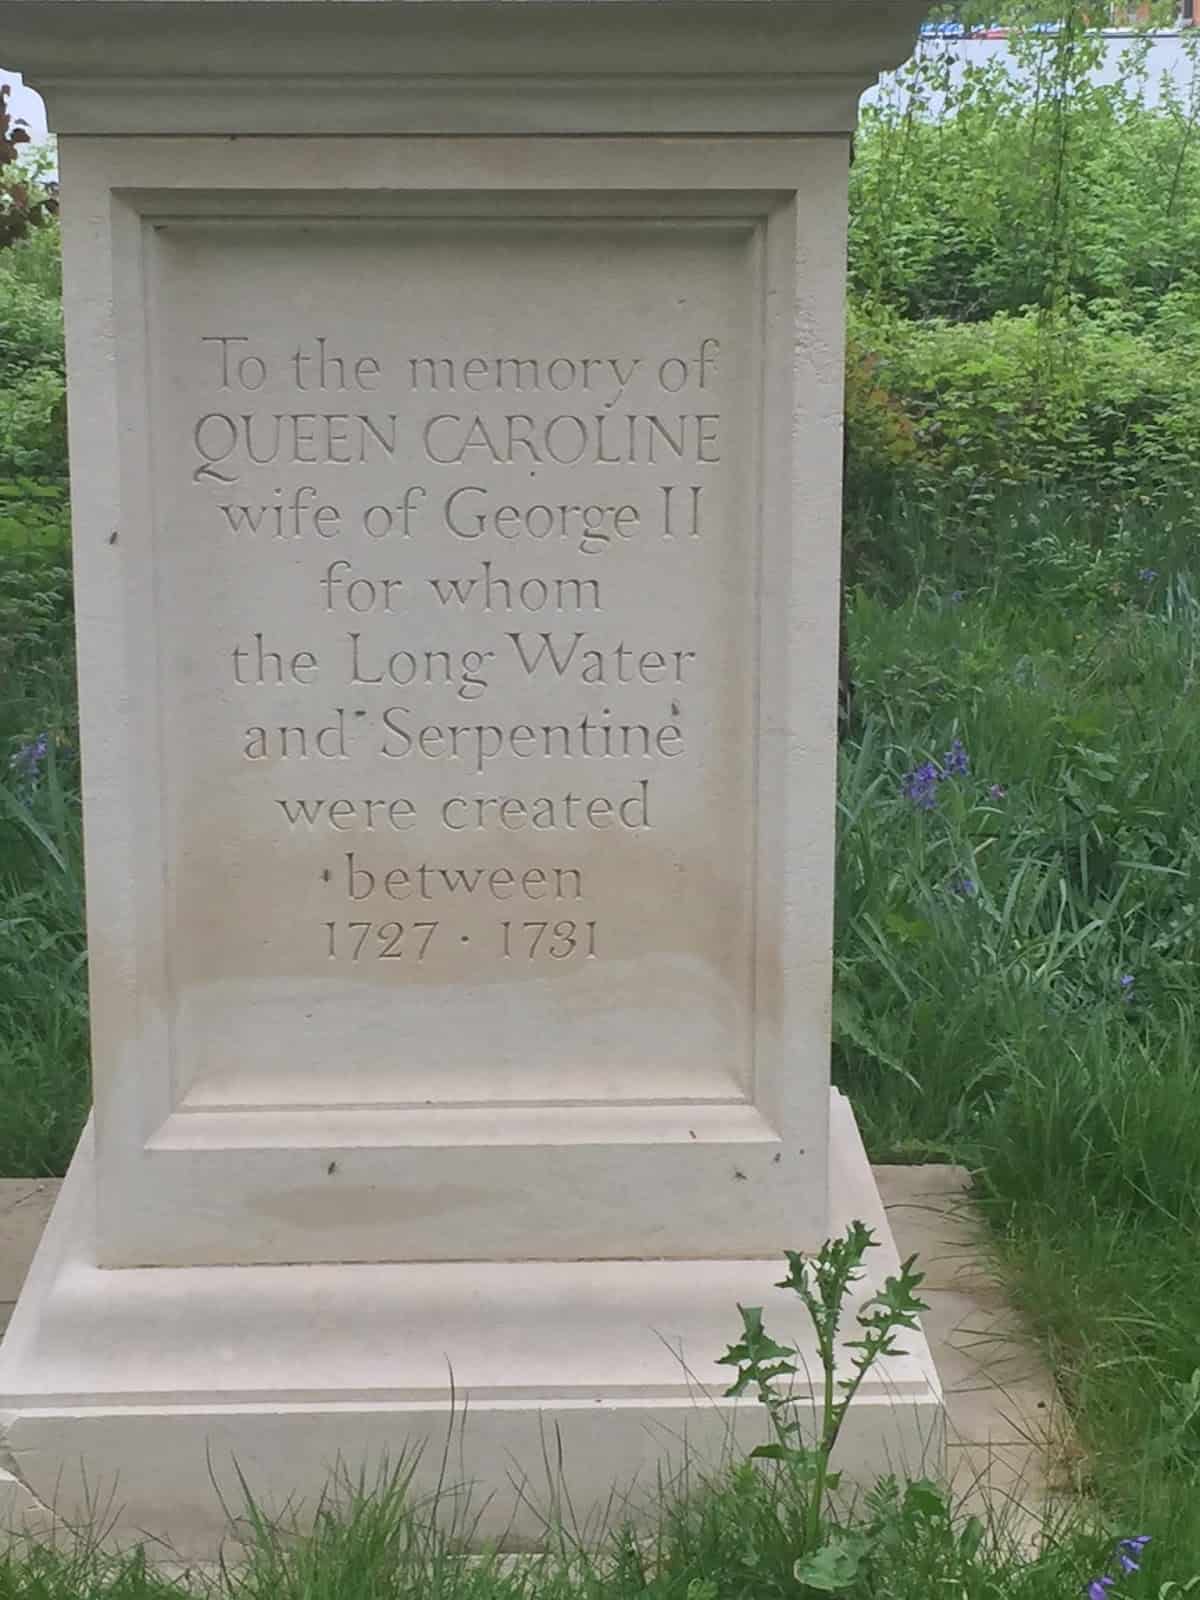 To the memory of
QUEEN CAROLINE
wife of George II
for whom
the Long Water
and Serpentine
were created
between
1727 · 1731